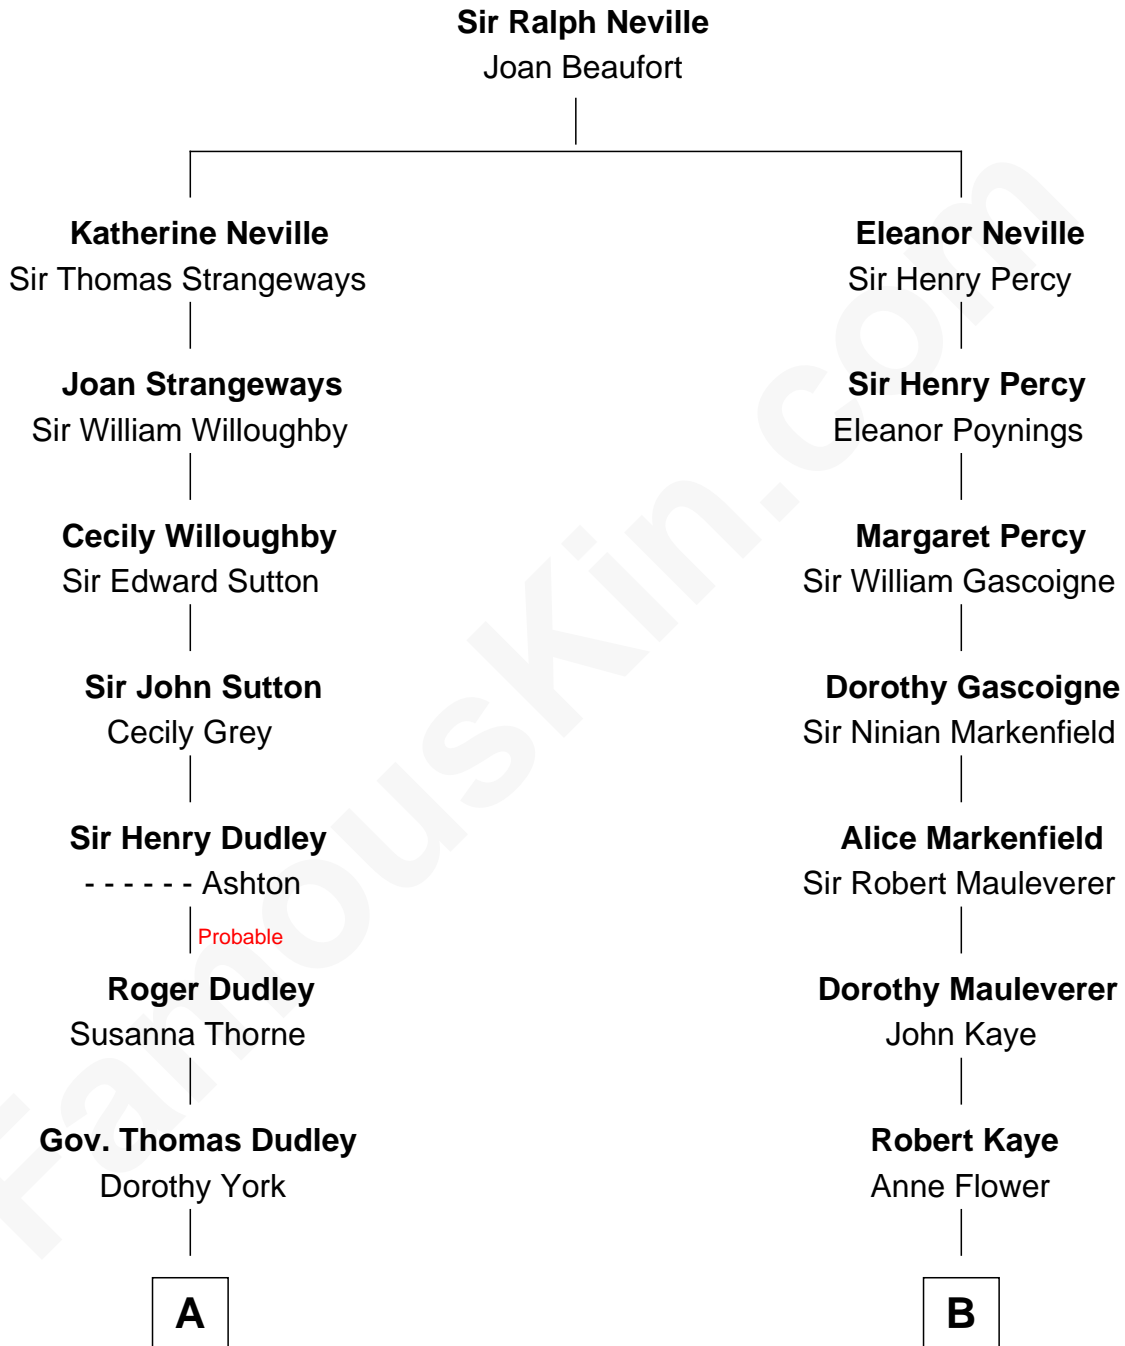 Sir Ralph Neville
Joan Beaufort
Katherine Neville
Sir Thomas Strangeways
Eleanor Neville
Sir Henry Percy
Joan Strangeways
Sir William Willoughby
Sir Henry Percy
Eleanor Poynings
Cecily Willoughby
Sir Edward Sutton
Margaret Percy
Sir William Gascoigne
Sir John Sutton
Cecily Grey
Dorothy Gascoigne
Sir Ninian Markenfield
Sir Henry Dudley
- - - - - - Ashton
Alice Markenfield
Sir Robert Mauleverer
Probable
Roger Dudley
Susanna Thorne
Dorothy Mauleverer
John Kaye
Gov. Thomas Dudley
Dorothy York
Robert Kaye
Anne Flower
A
B
FamousKin.com